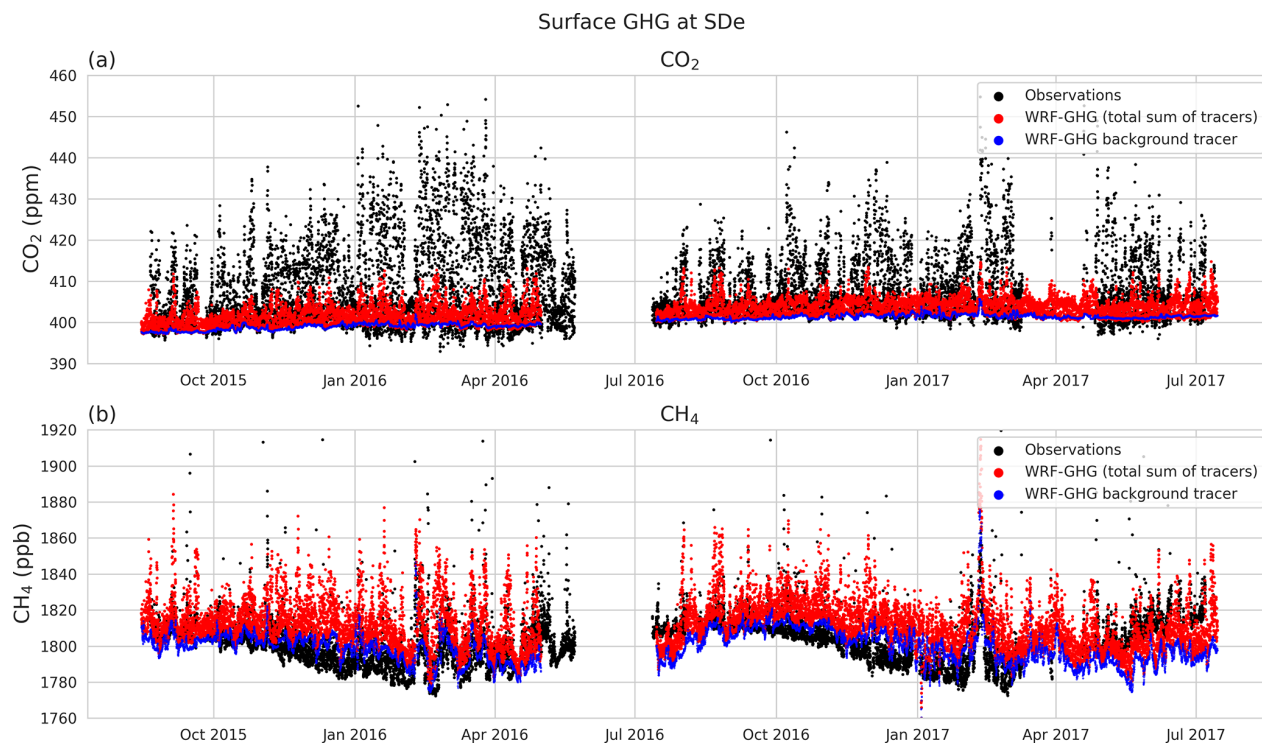 Surface GHG at SDe
(a) CO₂
460
450
440
430
420
410
400
390
CO₂ (ppm)
Observations
WRF-GHG (total sum of tracers)
WRF-GHG background tracer
Oct 2015 Jan 2016 Apr 2016 Jul 2016 Oct 2016 Jan 2017 Apr 2017 Jul 2017
(b) CH₄
1920
1900
1880
1860
1840
1820
1800
1780
1760
CH₄ (ppb)
Observations
WRF-GHG (total sum of tracers)
WRF-GHG background tracer
Oct 2015 Jan 2016 Apr 2016 Jul 2016 Oct 2016 Jan 2017 Apr 2017 Jul 2017